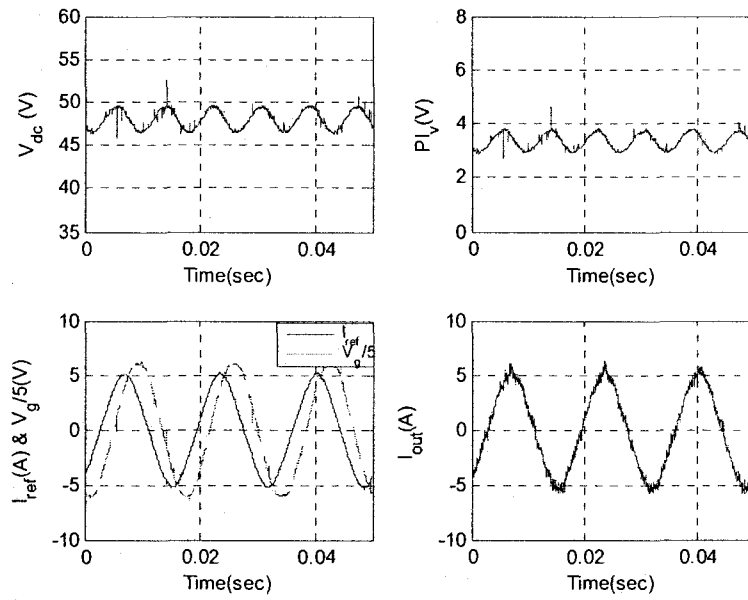 60
55
50
45
40
35
V_dc (V)
0 0.02 0.04
Time(sec)
8
6
4
2
0
PI_v(V)
0 0.02 0.04
Time(sec)
10
5
0
-5
-10
I_ref(A) & V_g/5(V)
I_ref
V_g/5
0 0.02 0.04
Time(sec)
10
5
0
-5
-10
I_out(A)
0 0.02 0.04
Time(sec)